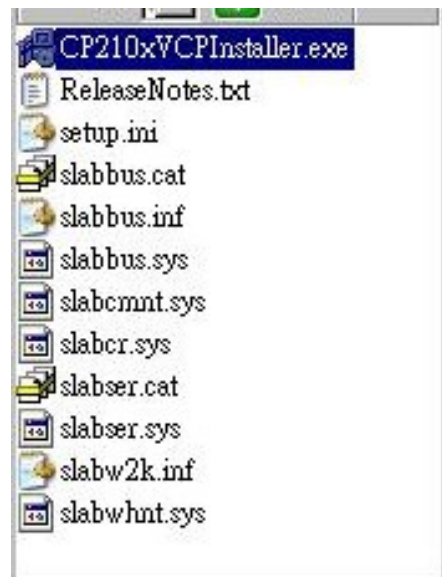 CP210xVCPInstaller.exe
ReleaseNotes.txt
setup.ini
slabbus.cat
slabbus.inf
slabbus.sys
slabcmnt.sys
slabcr.sys
slabser.cat
slabser.sys
slabw2k.inf
slabwhnt.sys